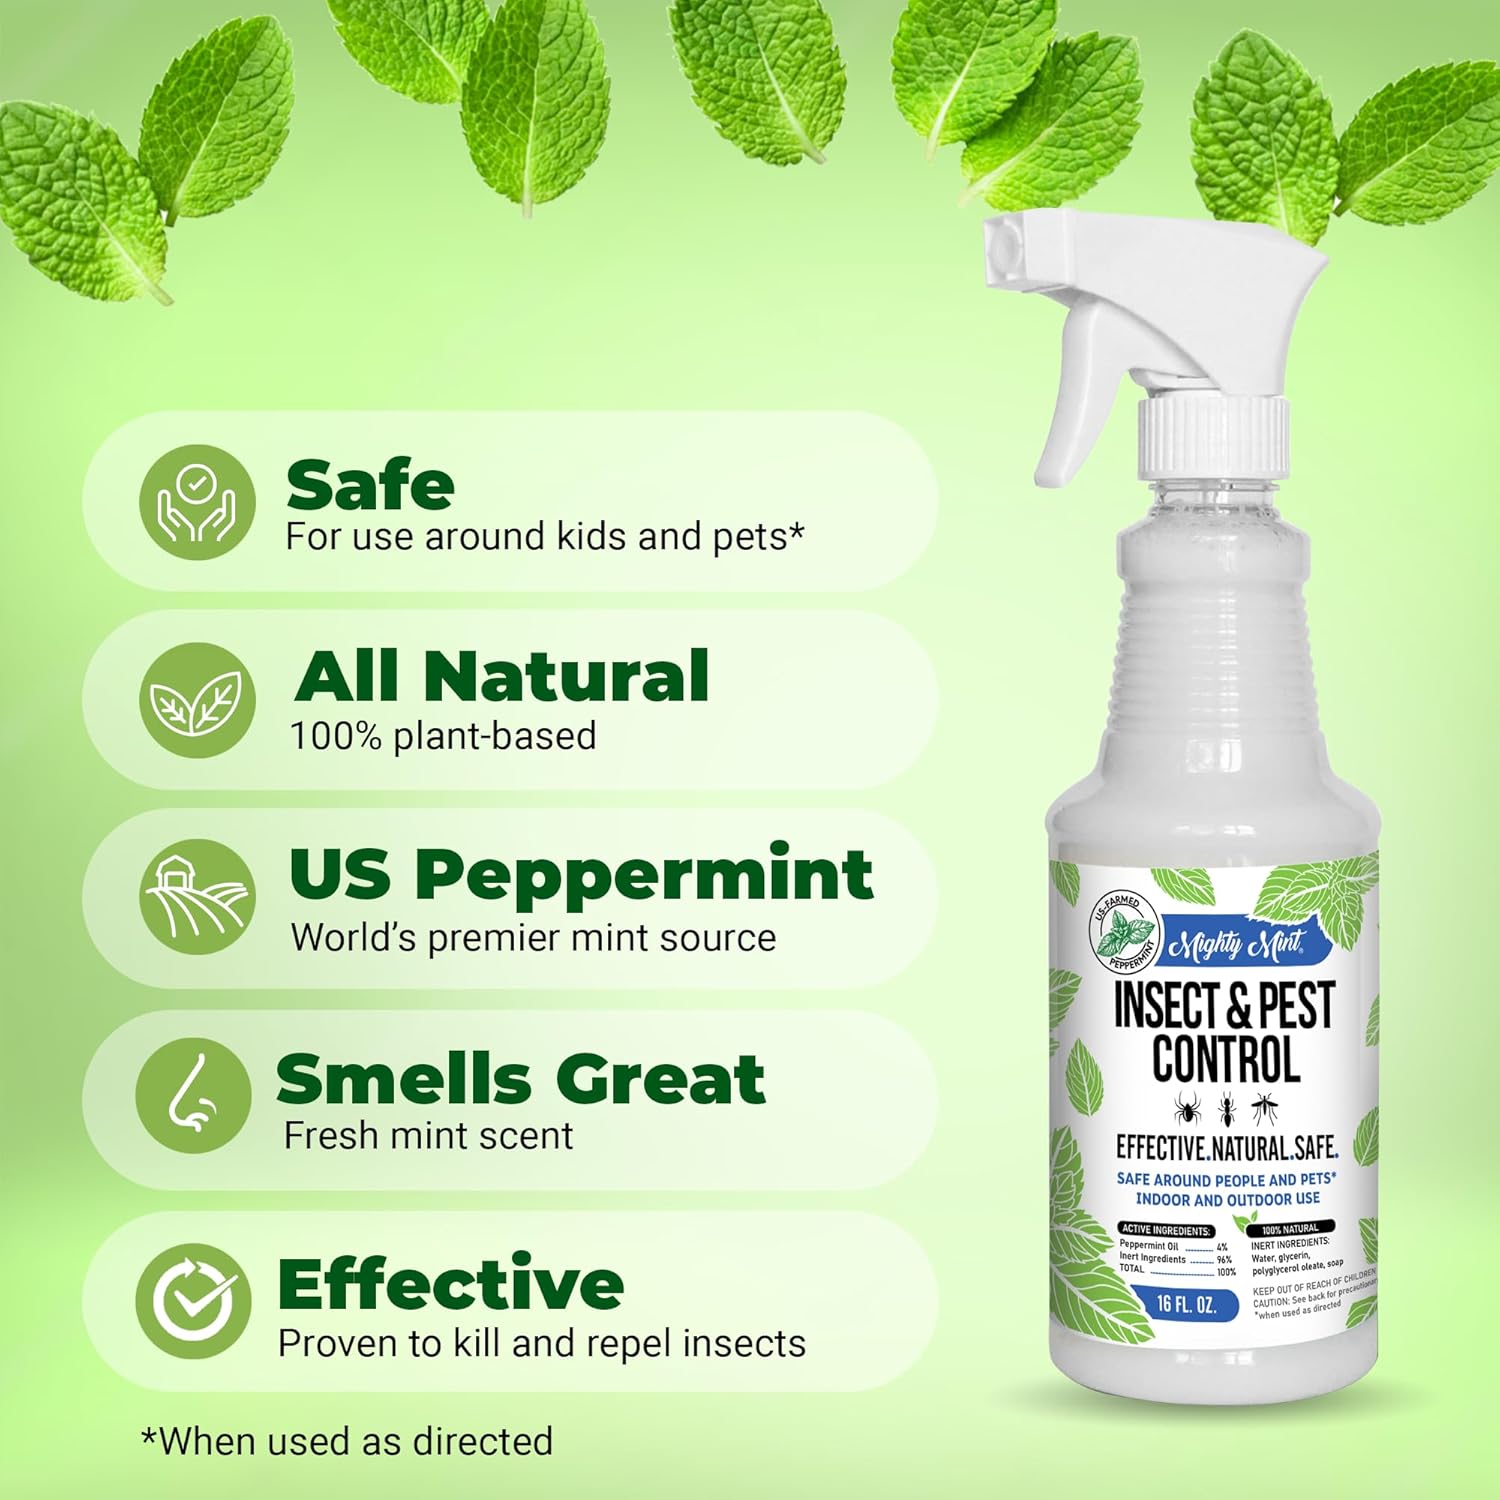 Safe
For use around kids and pets*
All Natural
100% plant-based
US Peppermint
World's premier mint source
Smells Great
Fresh mint scent
Effective
Proven to kill and repel insects
*When used as directed
US-FARMED
PEPPERMINT
Mighty Mint®
INSECT & PEST
CONTROL
EFFECTIVE.NATURAL.SAFE.
SAFE AROUND PEOPLE AND PETS*
INDOOR AND OUTDOOR USE
ACTIVE INGREDIENTS:
Peppermint Oil ........ 4%
Inert Ingredients ........ 96%
TOTAL ........ 100%
100% NATURAL
INERT INGREDIENTS:
Water, glycerin,
polyglycerol oleate, soap
KEEP OUT OF REACH OF CHILDREN
CAUTION: See back for precautionar
*when used as directed
16 FL. OZ.